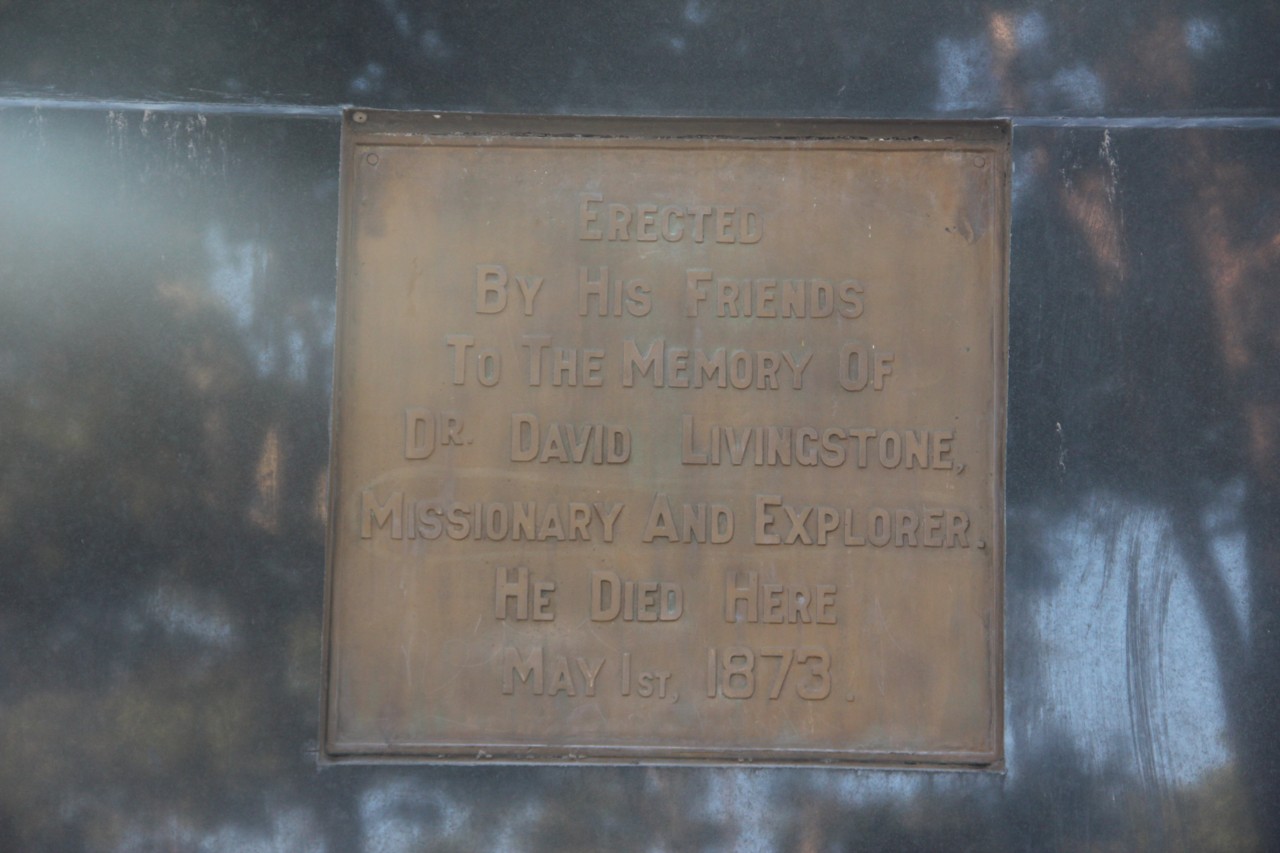 Erected
By His Friends
To The Memory Of
Dr. David Livingstone,
Missionary And Explorer.
He Died Here
May 1st, 1873.